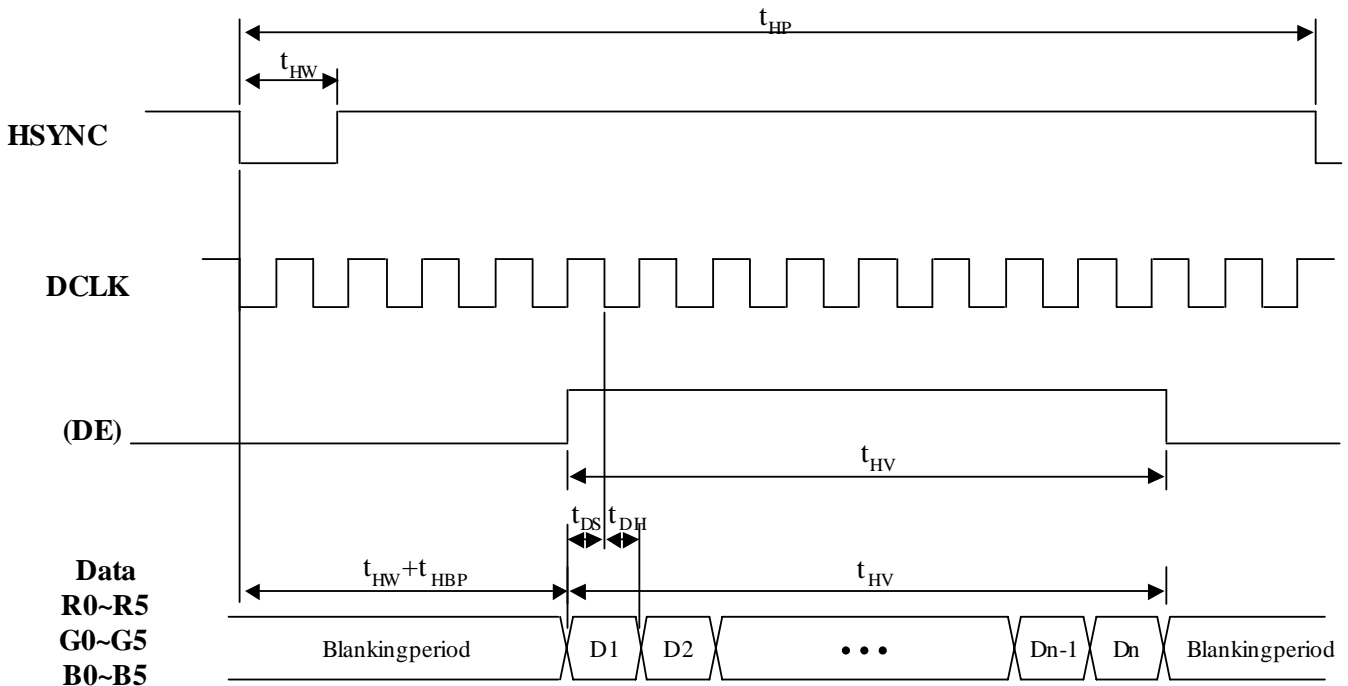 tHP
tHW
HSYNC
DCLK
(DE)
tHV
tDS tDH
Data
R0~R5
G0~G5
B0~B5
tHW+tHBP
tHV
Blankingperiod
D1
D2
•••
Dn-1
Dn
Blankingperiod